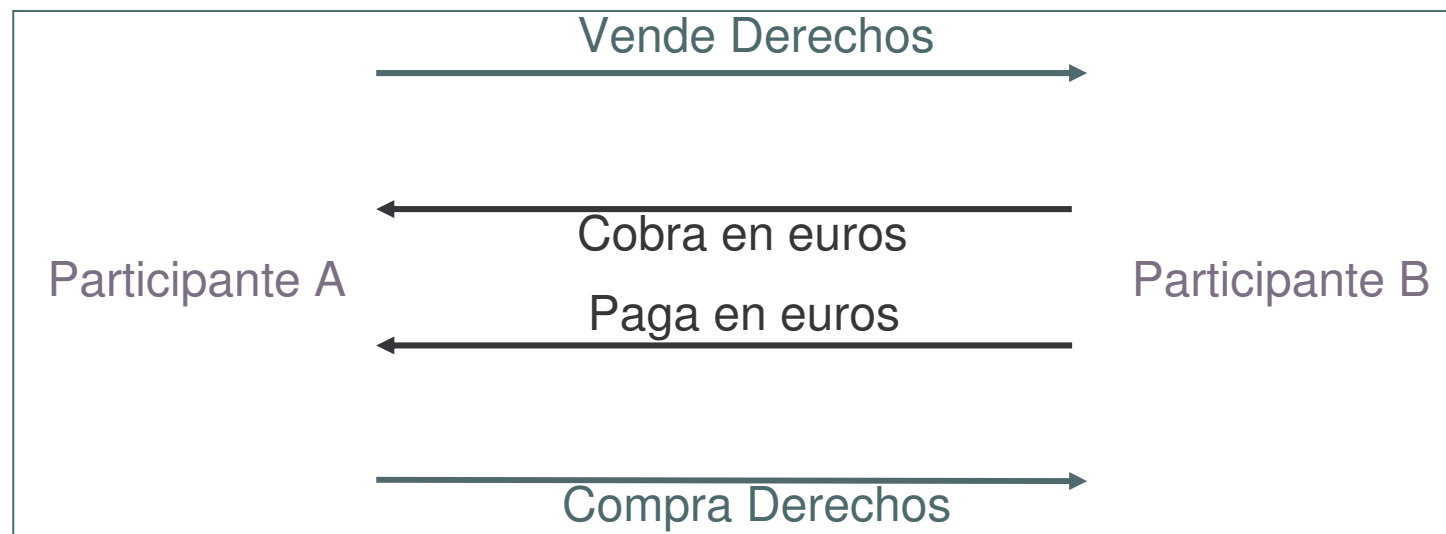 Vende Derechos
Cobra en euros
Participante A
Participante B
Paga en euros
Compra Derechos